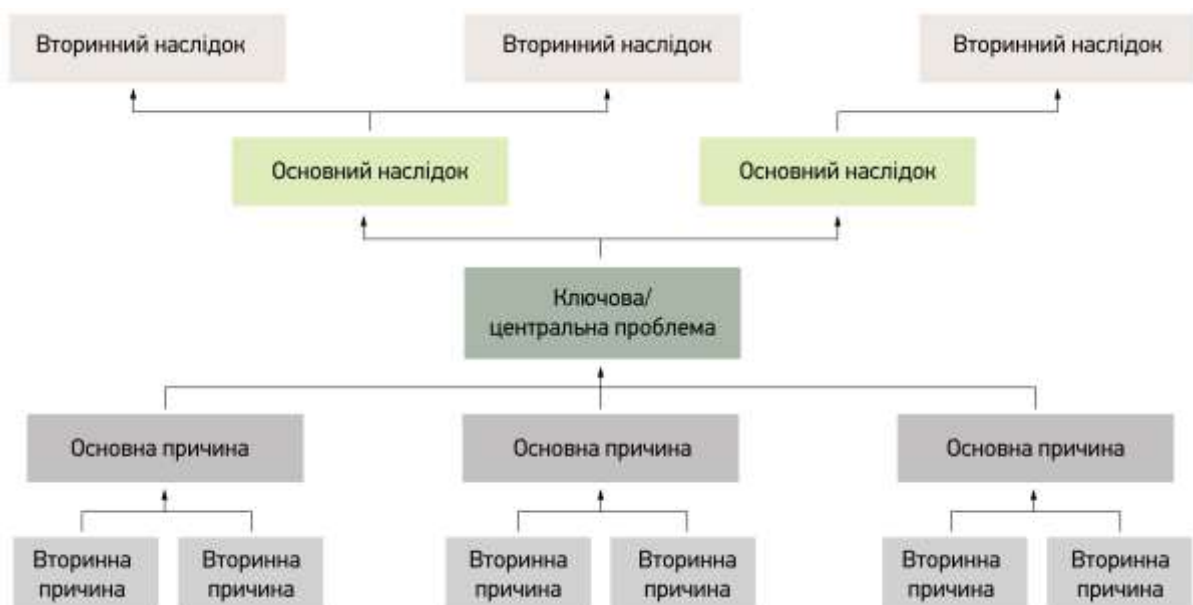 Вторинний наслідок
Вторинний наслідок
Вторинний наслідок
Основний наслідок
Основний наслідок
Ключова/
центральна проблема
Основна причина
Основна причина
Основна причина
Вторинна
причина
Вторинна
причина
Вторинна
причина
Вторинна
причина
Вторинна
причина
Вторинна
причина